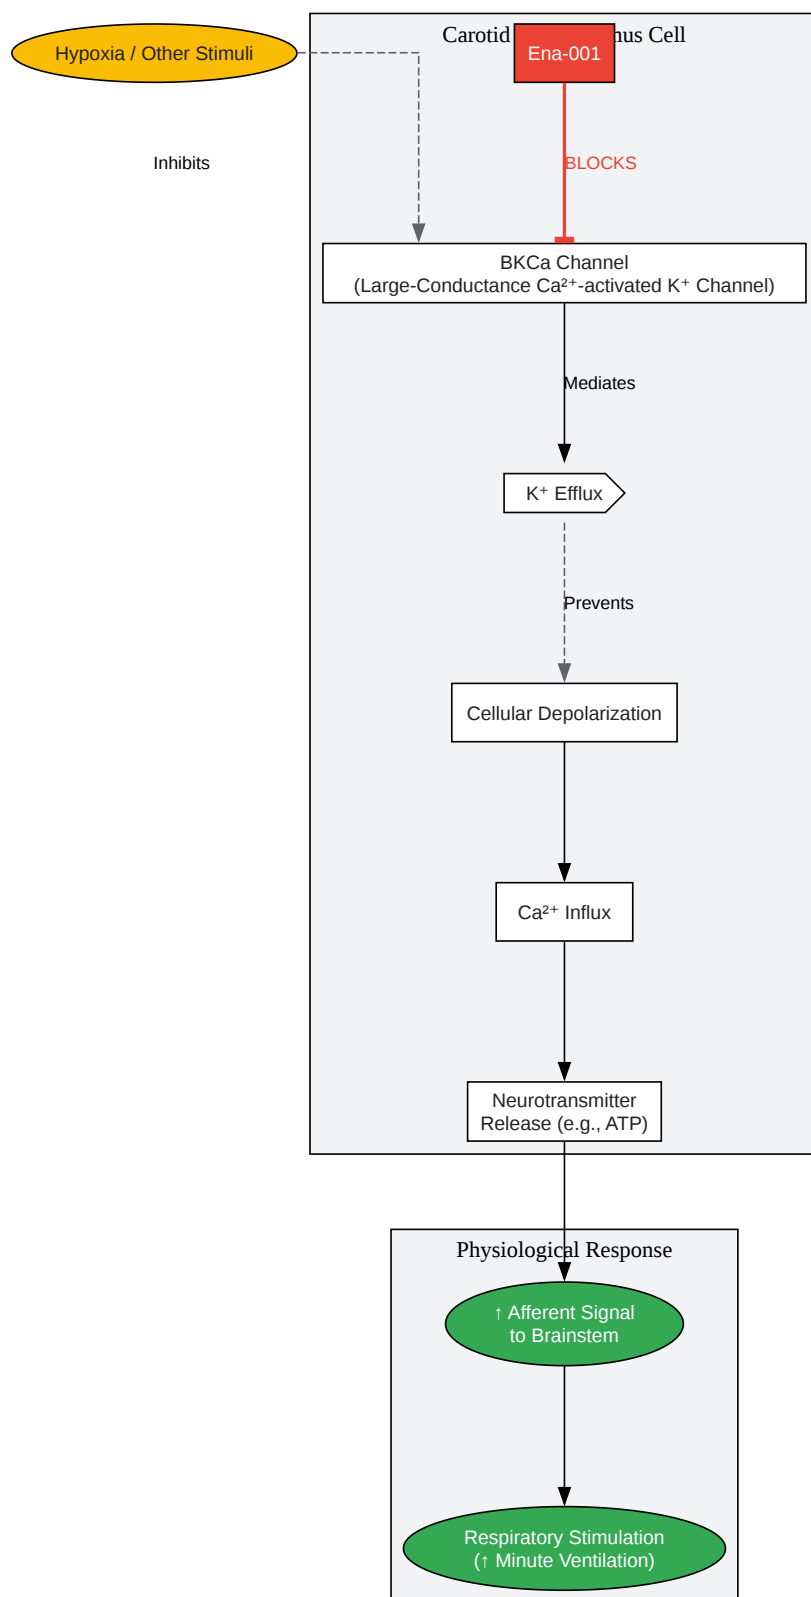 Hypoxia / Other Stimuli
Carotid
Cell
Ena-001
Inhibits
BLOCKS
BKCa Channel
(Large-Conductance Ca²⁺-activated K⁺ Channel)
Mediates
K⁺ Efflux
Prevents
Cellular Depolarization
Ca²⁺ Influx
Neurotransmitter
Release (e.g., ATP)
Physiological Response
↑ Afferent Signal
to Brainstem
Respiratory Stimulation
(↑ Minute Ventilation)